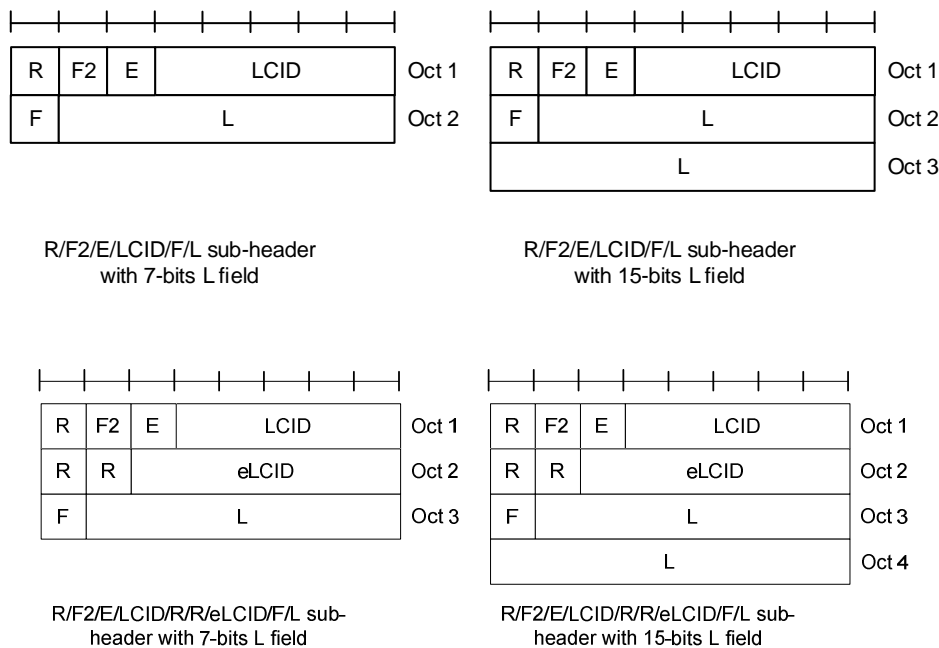 R F2 E LCID Oct 1
F L Oct 2
R/F2/E/LCID/F/L sub-header
with 7-bits L field
R F2 E LCID Oct 1
F L Oct 2
L Oct 3
R/F2/E/LCID/F/L sub-header
with 15-bits L field
R F2 E LCID Oct 1
R R eLCID Oct 2
F L Oct 3
R/F2/E/LCID/R/R/eLCID/F/L sub-
header with 7-bits L field
R F2 E LCID Oct 1
R R eLCID Oct 2
F L Oct 3
L Oct 4
R/F2/E/LCID/R/R/eLCID/F/L sub-
header with 15-bits L field